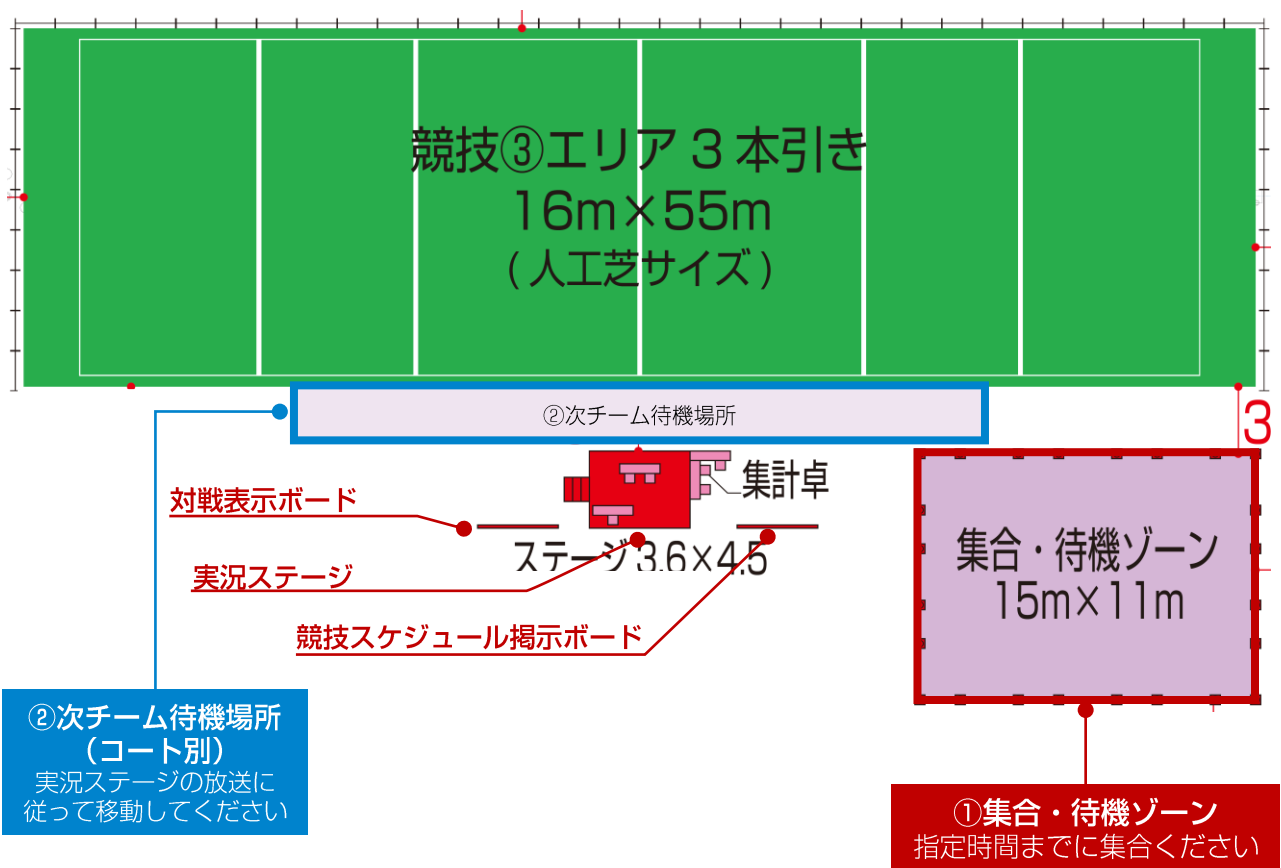 競技③エリア 3 本引き
16m×55m
(人工芝サイズ)
②次チーム待機場所
3
集計卓
対戦表示ボード
ステージ 3.6×4.5
実況ステージ
競技スケジュール掲示ボード
集合・待機ゾーン
15m×11m
②次チーム待機場所
(コート別)
実況ステージの放送に
従って移動してください
①集合・待機ゾーン
指定時間までに集合ください